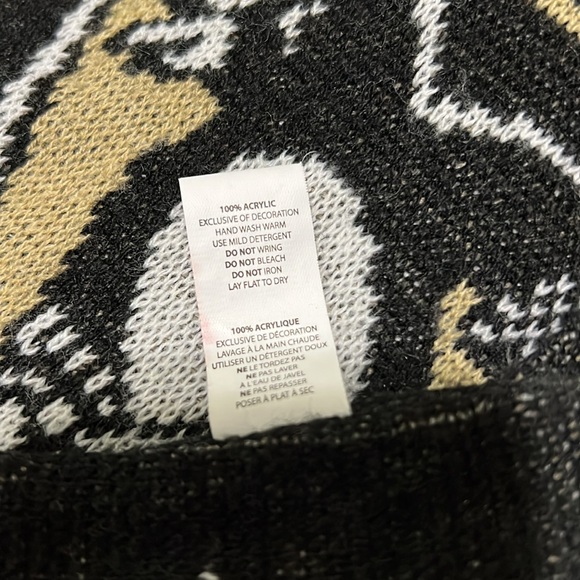 100% ACRYLIC
EXCLUSIVE OF DECORATION
HAND WASH WARM
USE MILD DETERGENT
DO NOT WRING
DO NOT BLEACH
DO NOT IRON
LAY FLAT TO DRY
100% ACRYLIQUE
EXCLUSIVE DE DÉCORATION
LAVAGE À LA MAIN CHAUDE
UTILISER UN DÉTERGENT DOUX
NE LE TORDEZ PAS
NE PAS LAVER
À L'EAU DE JAVEL
NE PAS REPASSER
POSER À PLAT À SEC